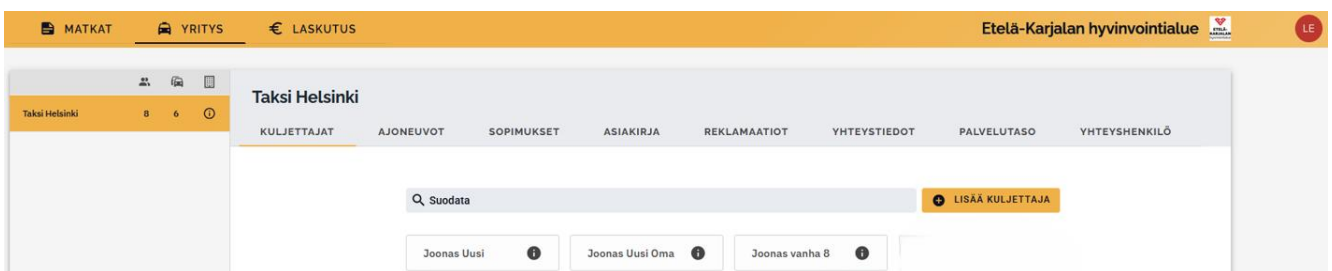 MATKAT YRITYS € LASKUTUS Etelä-Karjalan hyvinvointialue LE
Taksi Helsinki
Taksi Helsinki 8 6
KULJETTAJAT AJONEUVOT SOPIMUKSET ASIAKIRJA REKLAMAATIOT YHTEYSTIEDOT PALVELUTASO YHTEYSHENKILÖ
Suodata LISÄÄ KULJETTAJA
Joonas Uusi Joonas Uusi Oma Joonas vanha 8